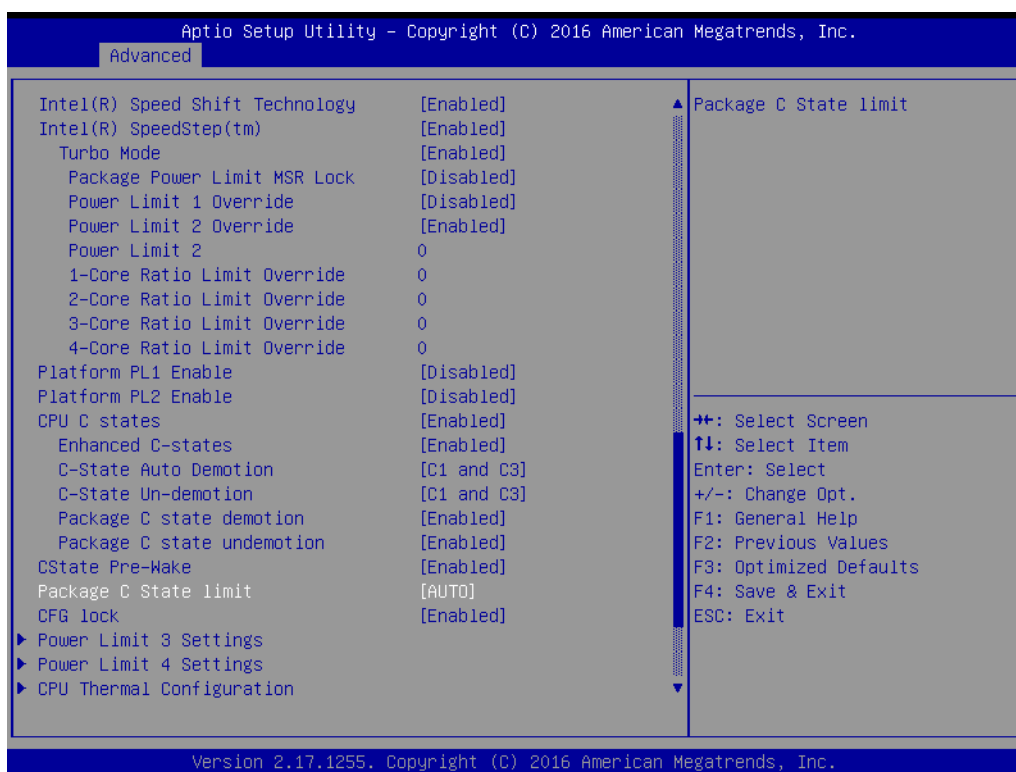 Aptio Setup Utility – Copyright (C) 2016 American Megatrends, Inc.
Advanced
Intel(R) Speed Shift Technology [Enabled]
Intel(R) SpeedStep(tm) [Enabled]
Turbo Mode [Enabled]
Package Power Limit MSR Lock [Disabled]
Power Limit 1 Override [Disabled]
Power Limit 2 Override [Enabled]
Power Limit 2 0
1-Core Ratio Limit Override 0
2-Core Ratio Limit Override 0
3-Core Ratio Limit Override 0
4-Core Ratio Limit Override 0
Platform PL1 Enable [Disabled]
Platform PL2 Enable [Disabled]
CPU C states [Enabled]
Enhanced C-states [Enabled]
C-State Auto Demotion [C1 and C3]
C-State Un-demotion [C1 and C3]
Package C state demotion [Enabled]
Package C state undemotion [Enabled]
CState Pre-Wake [Enabled]
Package C State limit [AUTO]
CFG lock [Enabled]
Power Limit 3 Settings
Power Limit 4 Settings
CPU Thermal Configuration
Package C State limit
→←: Select Screen
↑↓: Select Item
Enter: Select
+/-: Change Opt.
F1: General Help
F2: Previous Values
F3: Optimized Defaults
F4: Save & Exit
ESC: Exit
Version 2.17.1255. Copyright (C) 2016 American Megatrends, Inc.